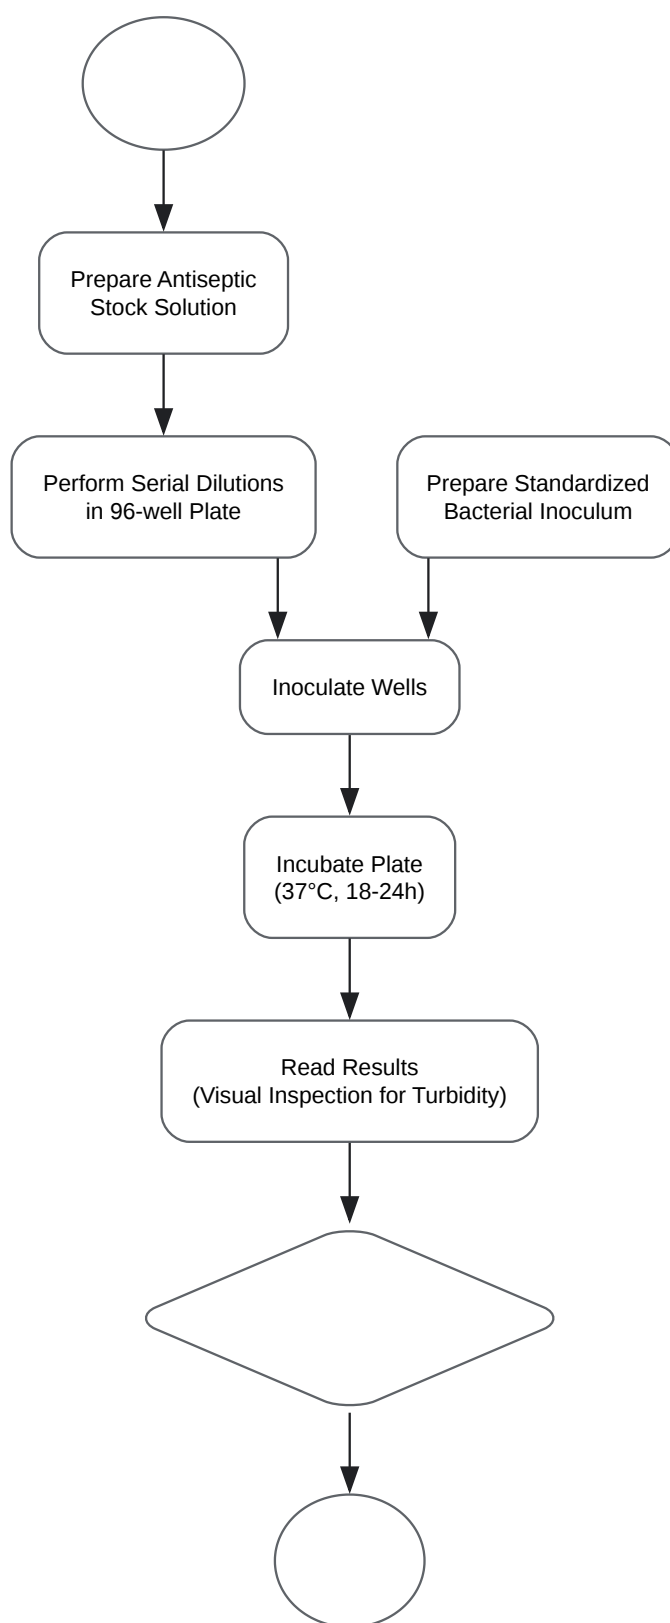 Prepare Antiseptic
Stock Solution
Perform Serial Dilutions
in 96-well Plate
Prepare Standardized
Bacterial Inoculum
Inoculate Wells
Incubate Plate
(37°C, 18-24h)
Read Results
(Visual Inspection for Turbidity)